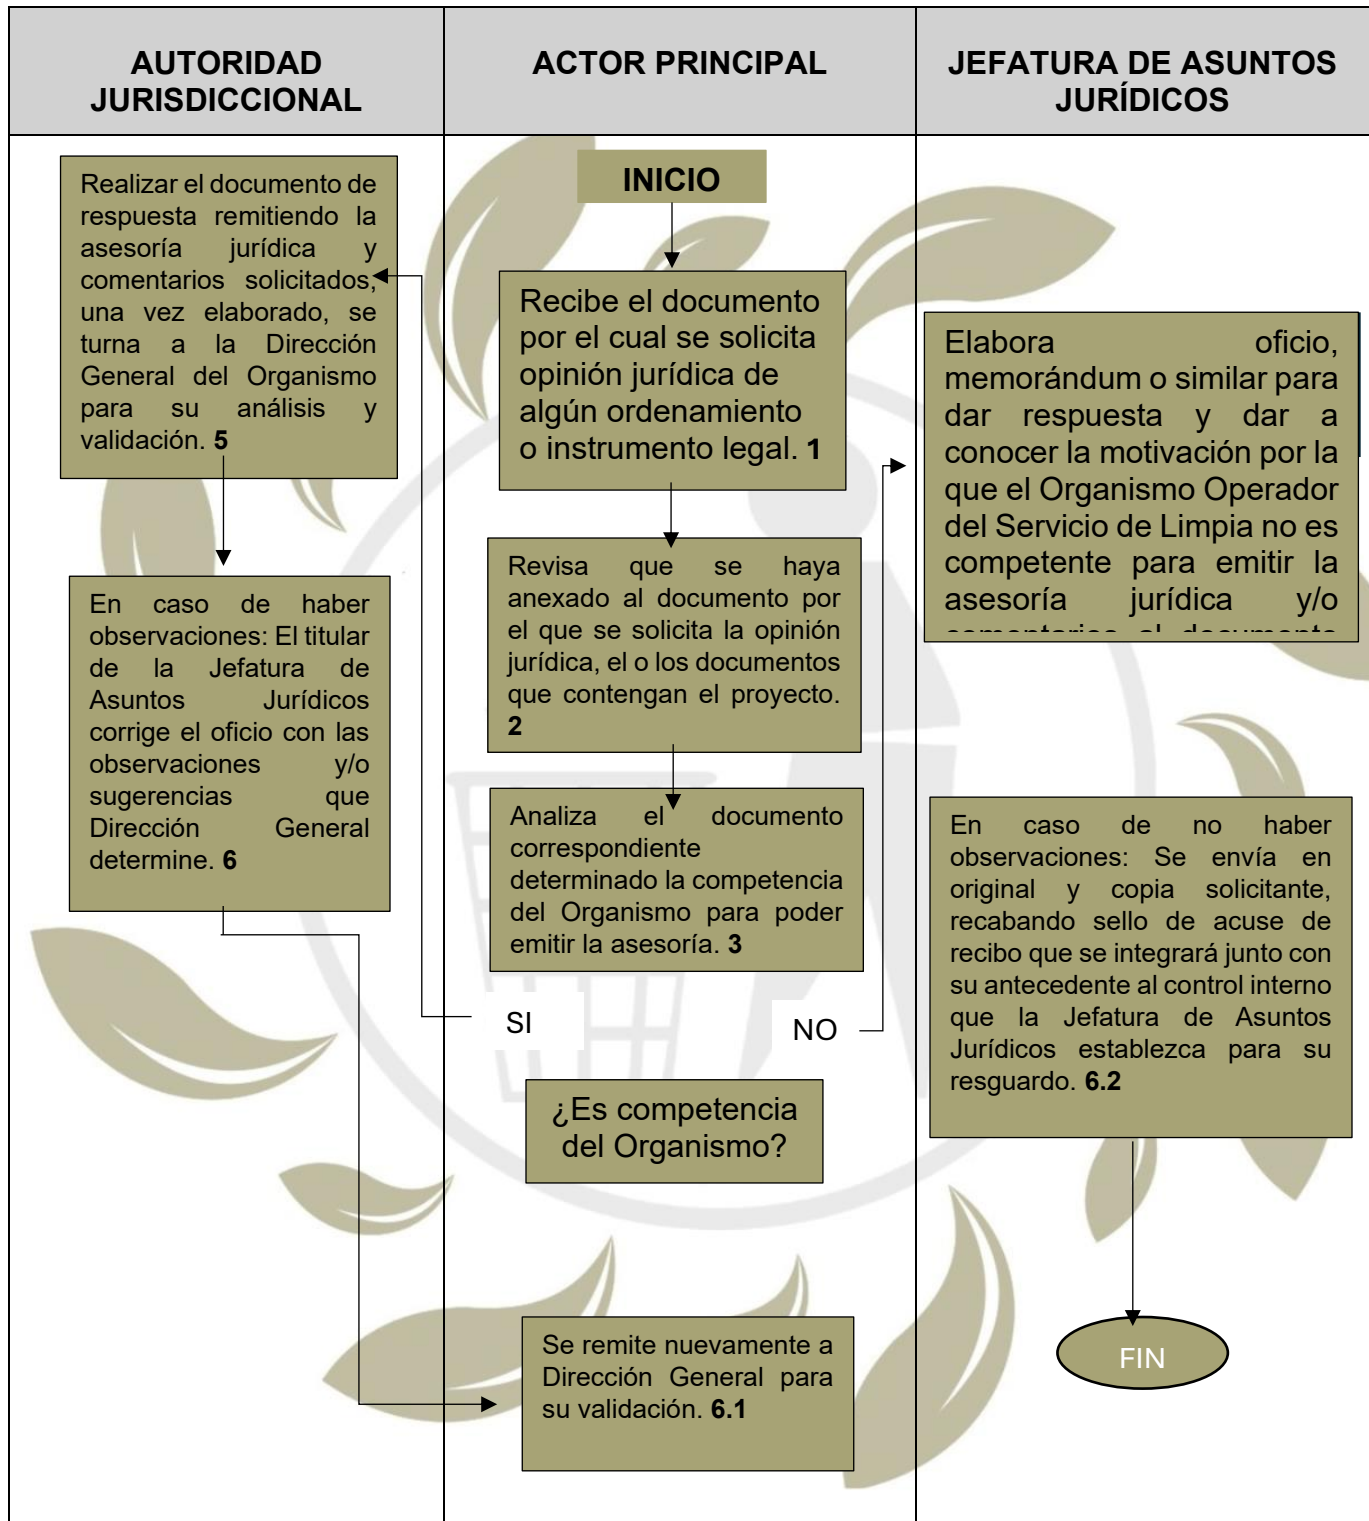 AUTORIDAD
JURISDICCIONAL
ACTOR PRINCIPAL
JEFATURA DE ASUNTOS
JURÍDICOS
Realizar el documento de
respuesta remitiendo la
asesoría jurídica y
comentarios solicitados,
una vez elaborado, se
turna a la Dirección
General del Organismo
para su análisis y
validación. 5
En caso de haber
observaciones: El titular
de la Jefatura de
Asuntos Jurídicos
corrige el oficio con las
observaciones y/o
sugerencias que
Dirección General
determine. 6
INICIO
Recibe el documento
por el cual se solicita
opinión jurídica de
algún ordenamiento
o instrumento legal. 1
Revisa que se haya
anexado al documento por
el que se solicita la opinión
jurídica, el o los documentos
que contengan el proyecto.
2
Analiza el documento
correspondiente
determinado la competencia
del Organismo para poder
emitir la asesoría. 3
SI
NO
¿Es competencia
del Organismo?
Se remite nuevamente a
Dirección General para
su validación. 6.1
Elabora oficio,
memorándum o similar para
dar respuesta y dar a
conocer la motivación por la
que el Organismo Operador
del Servicio de Limpia no es
competente para emitir la
asesoría jurídica y/o
comentarios al documento
En caso de no haber
observaciones: Se envía en
original y copia solicitante,
recabando sello de acuse de
recibo que se integrará junto con
su antecedente al control interno
que la Jefatura de Asuntos
Jurídicos establezca para su
resguardo. 6.2
FIN